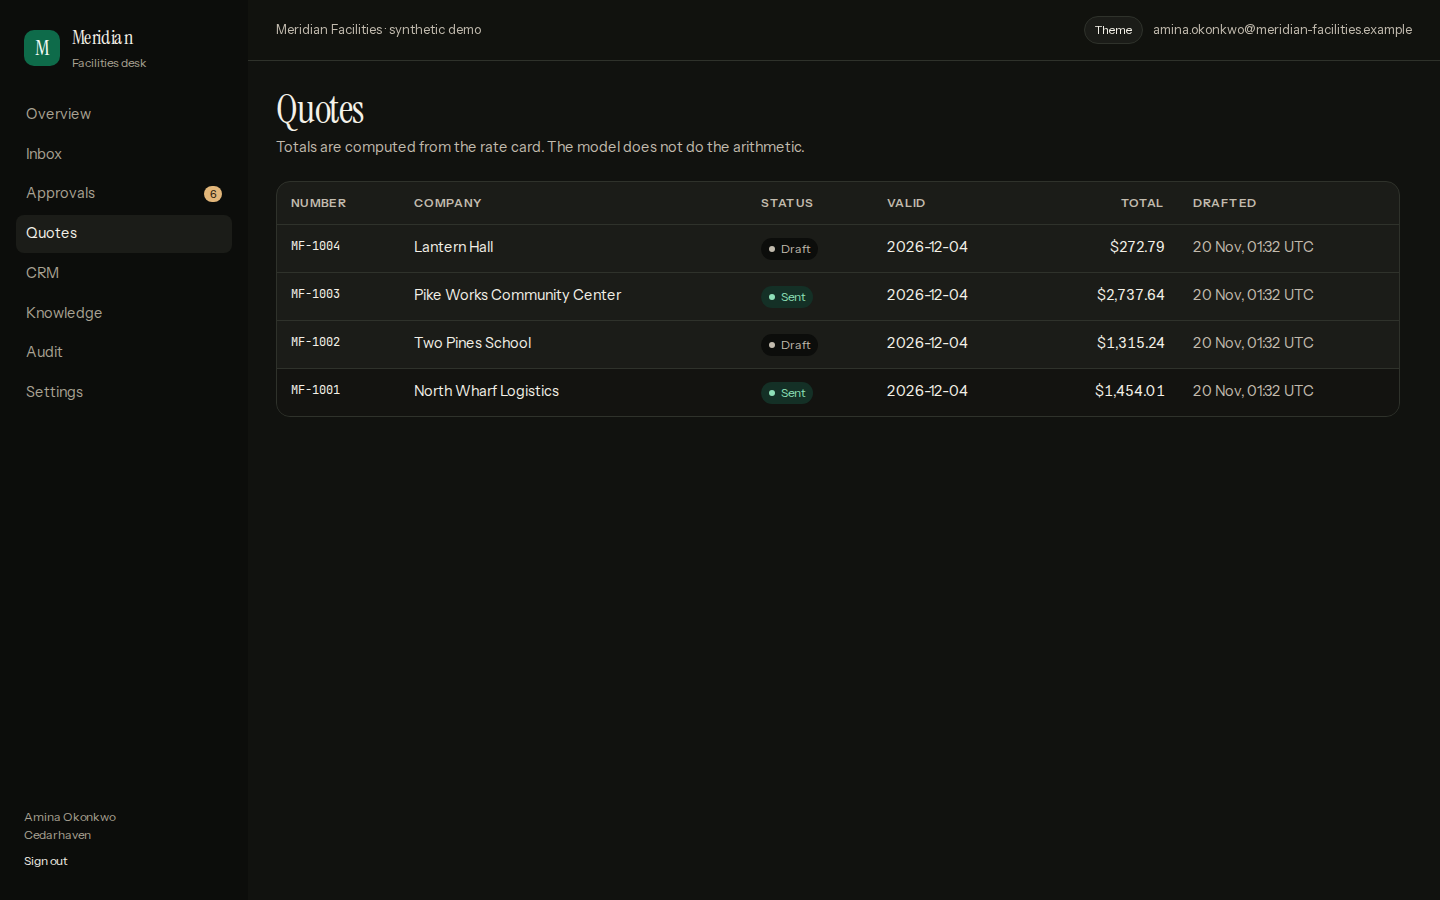 M
Meridian
Facilities desk
Overview
Inbox
Approvals 6
Quotes
CRM
Knowledge
Audit
Settings
Amina Okonkwo
Cedarhaven
Sign out
Meridian Facilities · synthetic demo
Theme amina.okonkwo@meridian-facilities.example
Quotes
Totals are computed from the rate card. The model does not do the arithmetic.
NUMBER COMPANY STATUS VALID TOTAL DRAFTED
MF-1004 Lantern Hall Draft 2026-12-04 $272.79 20 Nov, 01:32 UTC
MF-1003 Pike Works Community Center Sent 2026-12-04 $2,737.64 20 Nov, 01:32 UTC
MF-1002 Two Pines School Draft 2026-12-04 $1,315.24 20 Nov, 01:32 UTC
MF-1001 North Wharf Logistics Sent 2026-12-04 $1,454.01 20 Nov, 01:32 UTC